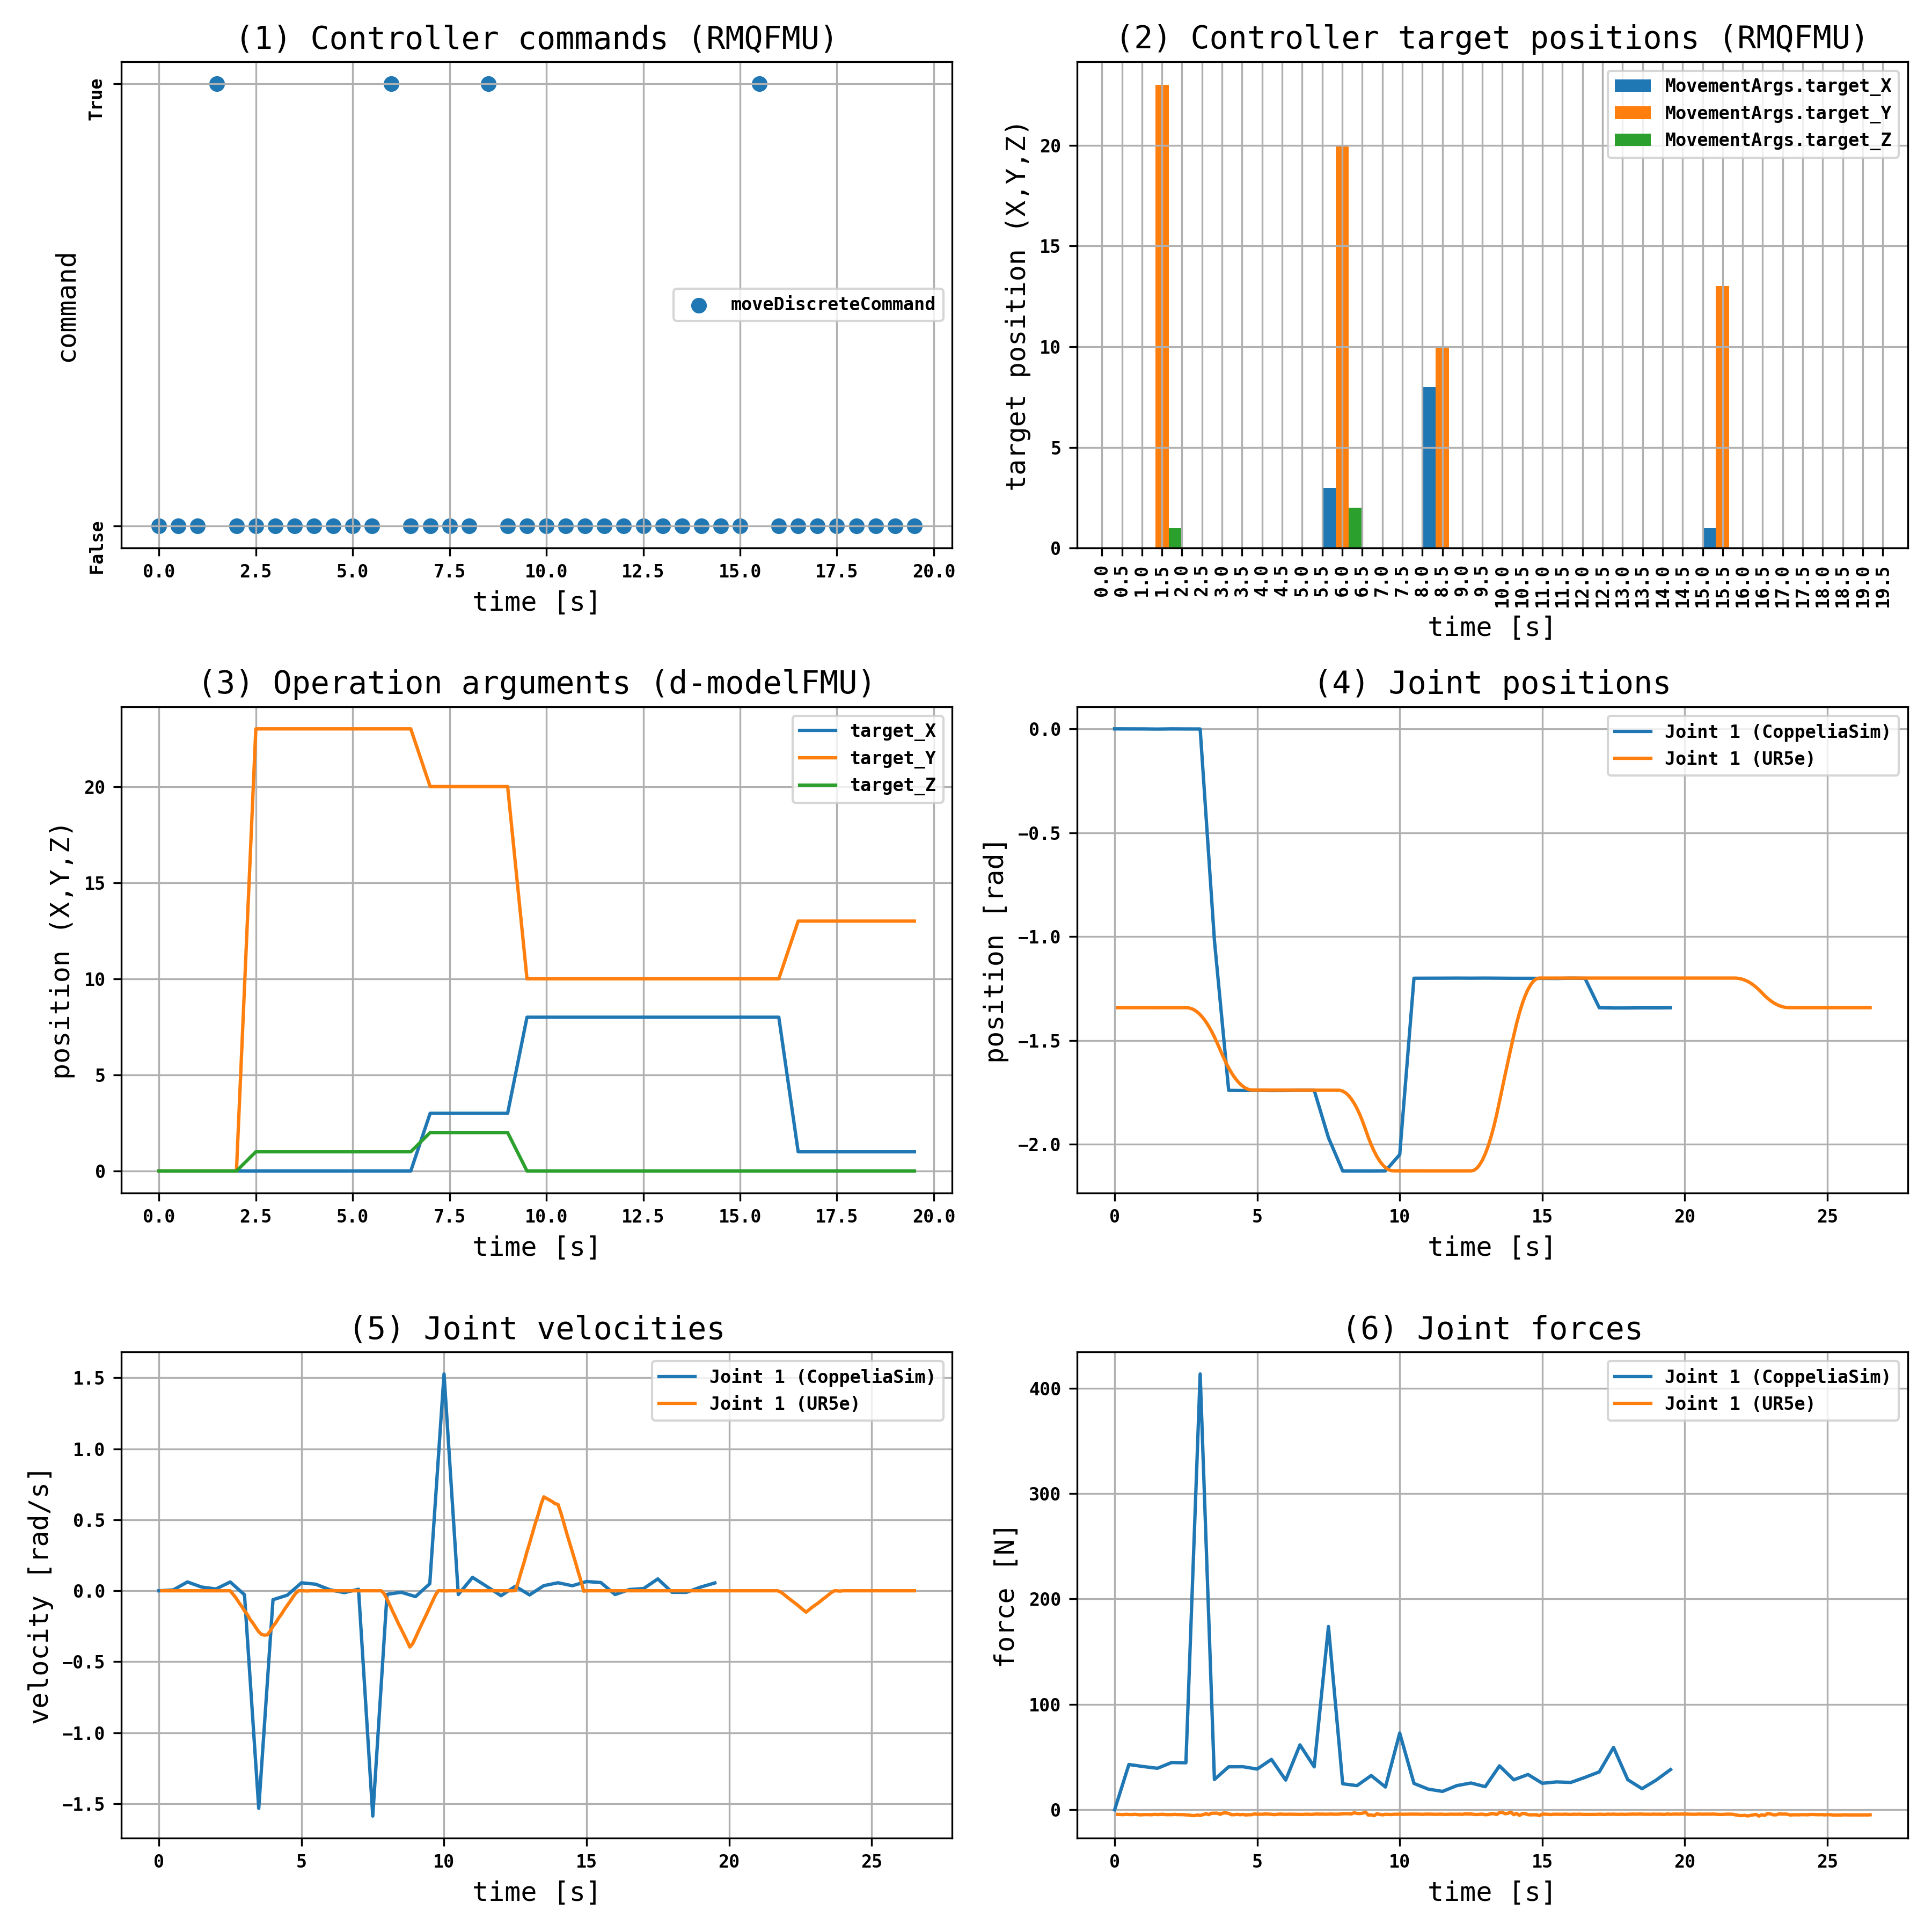 (1) Controller commands (RMQFMU)
True
False
command
moveDiscreteCommand
0.0 2.5 5.0 7.5 10.0 12.5 15.0 17.5 20.0
time [s]
(2) Controller target positions (RMQFMU)
MovementArgs.target_X
MovementArgs.target_Y
MovementArgs.target_Z
target position (X,Y,Z)
20
15
10
5
0
0.0 0.5 1.0 1.5 2.0 2.5 3.0 3.5 4.0 4.5 5.0 5.5 6.0 6.5 7.0 7.5 8.0 8.5 9.0 9.5 10.0 10.5 11.0 11.5 12.0 12.5 13.0 13.5 14.0 14.5 15.0 15.5 16.0 16.5 17.0 17.5 18.0 18.5 19.0 19.5
time [s]
(3) Operation arguments (d-modelFMU)
target_X
target_Y
target_Z
position (X,Y,Z)
20
15
10
5
0
0.0 2.5 5.0 7.5 10.0 12.5 15.0 17.5 20.0
time [s]
(4) Joint positions
Joint 1 (CoppeliaSim)
Joint 1 (UR5e)
position [rad]
0.0
−0.5
−1.0
−1.5
−2.0
0 5 10 15 20 25
time [s]
(5) Joint velocities
Joint 1 (CoppeliaSim)
Joint 1 (UR5e)
velocity [rad/s]
1.5
1.0
0.5
0.0
−0.5
−1.0
−1.5
0 5 10 15 20 25
time [s]
(6) Joint forces
Joint 1 (CoppeliaSim)
Joint 1 (UR5e)
force [N]
400
300
200
100
0
0 5 10 15 20 25
time [s]